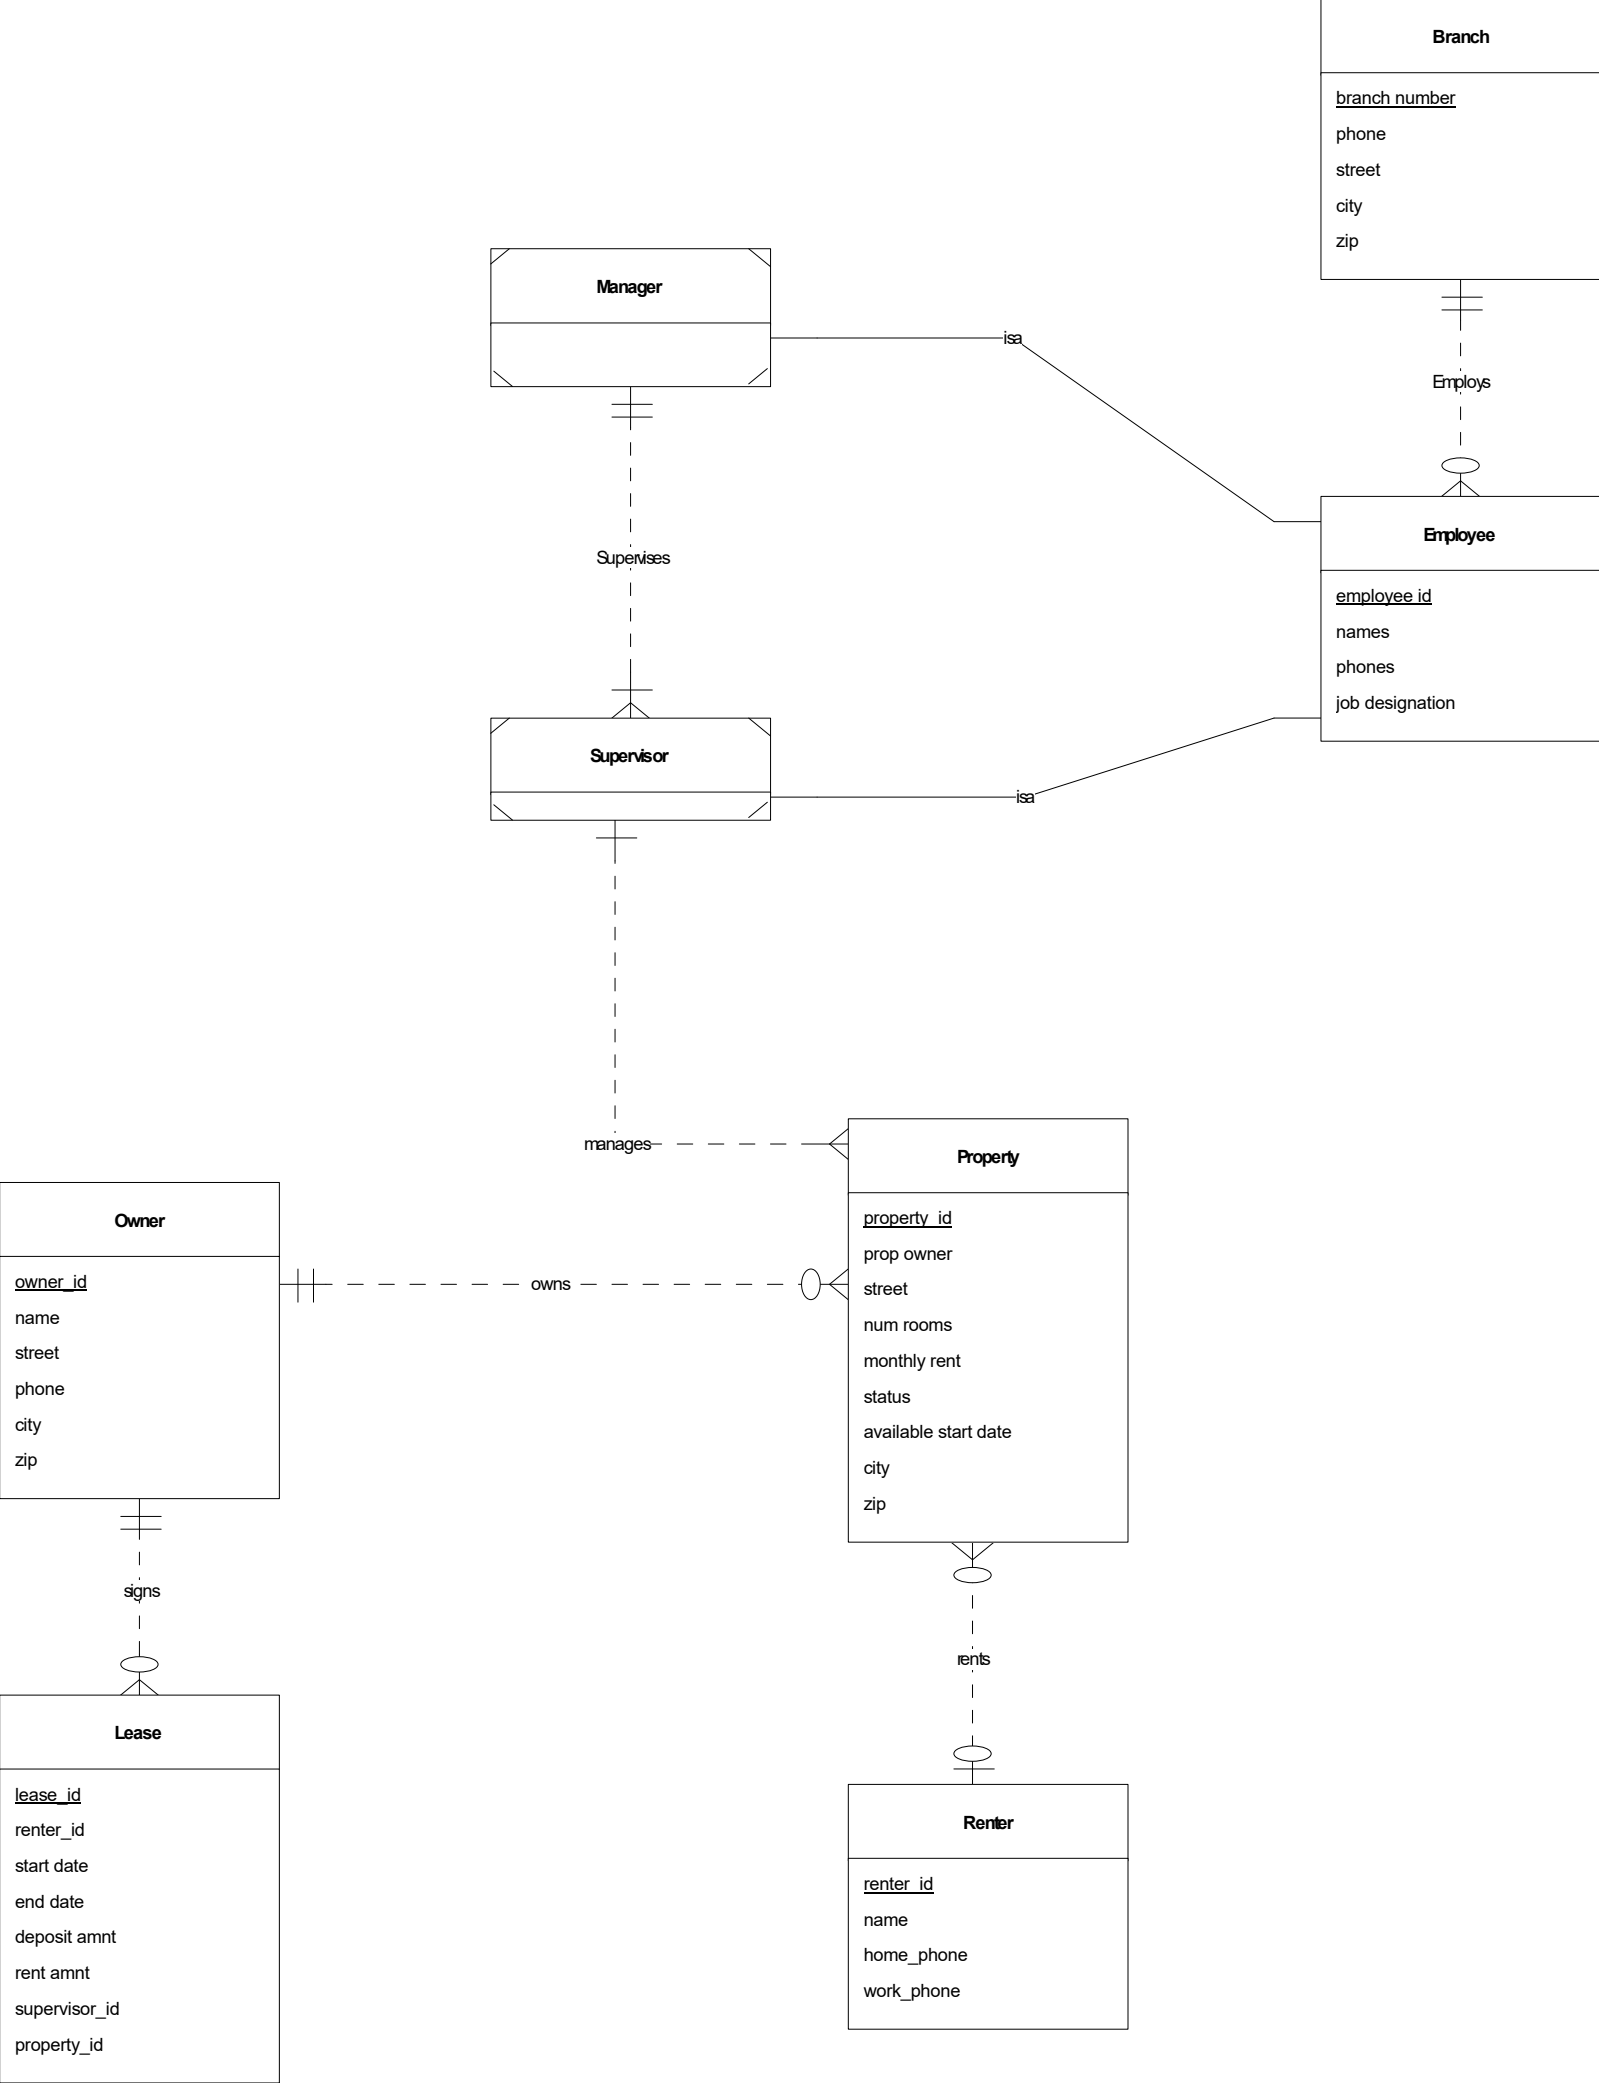 Branch
branch number
phone
street
city
zip
Manager
isa
Employs
Employee
employee id
names
phones
job designation
Supervises
Supervisor
isa
manages
Property
property_id
prop owner
street
num rooms
monthly rent
status
available start date
city
zip
Owner
owner_id
name
street
phone
city
zip
owns
signs
rents
Lease
lease_id
renter_id
start date
end date
deposit amnt
rent amnt
supervisor_id
property_id
Renter
renter_id
name
home_phone
work_phone